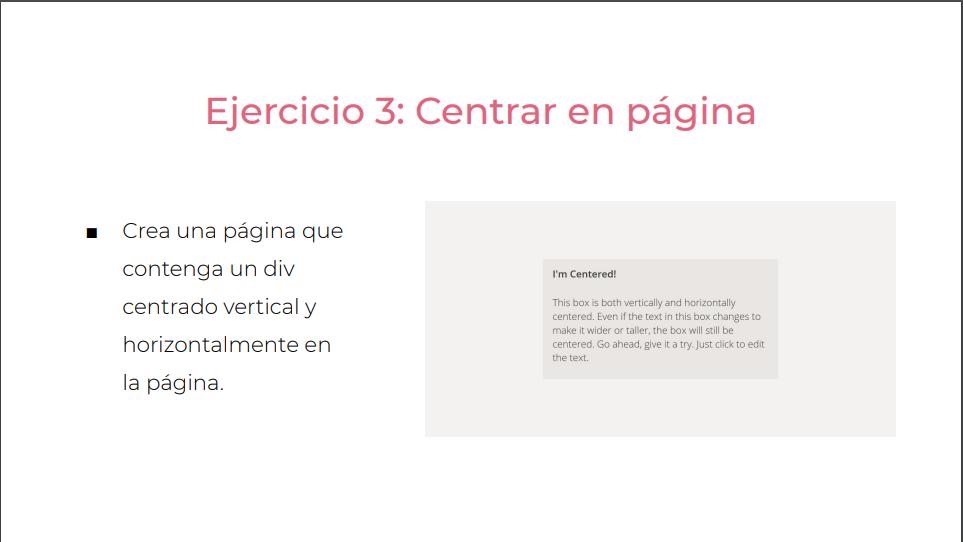 Ejercicio 3: Centrar en página
■ Crea una página que
contenga un div
centrado vertical y
horizontalmente en
la página.
I'm Centered!
This box is both vertically and horizontally
centered. Even if the text in this box changes to
make it wider or taller, the box will still be
centered. Go ahead, give it a try. Just click to edit
the text.